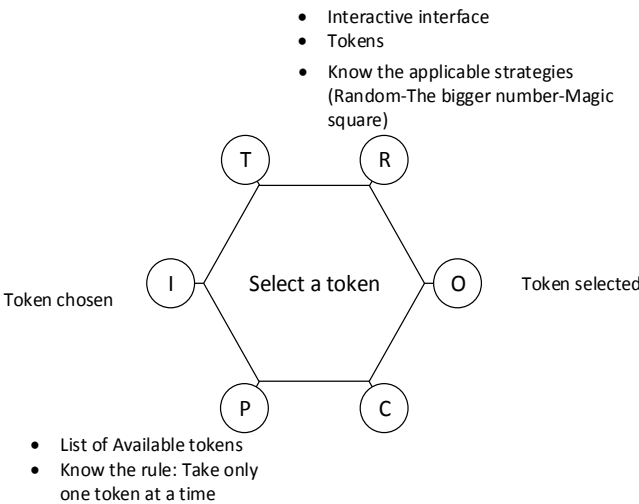 • Interactive interface
• Tokens
• Know the applicable strategies
(Random-The bigger number-Magic
square)
T
R
Token chosen
I
Select a token
O
Token selected
P
C
• List of Available tokens
• Know the rule: Take only
one token at a time